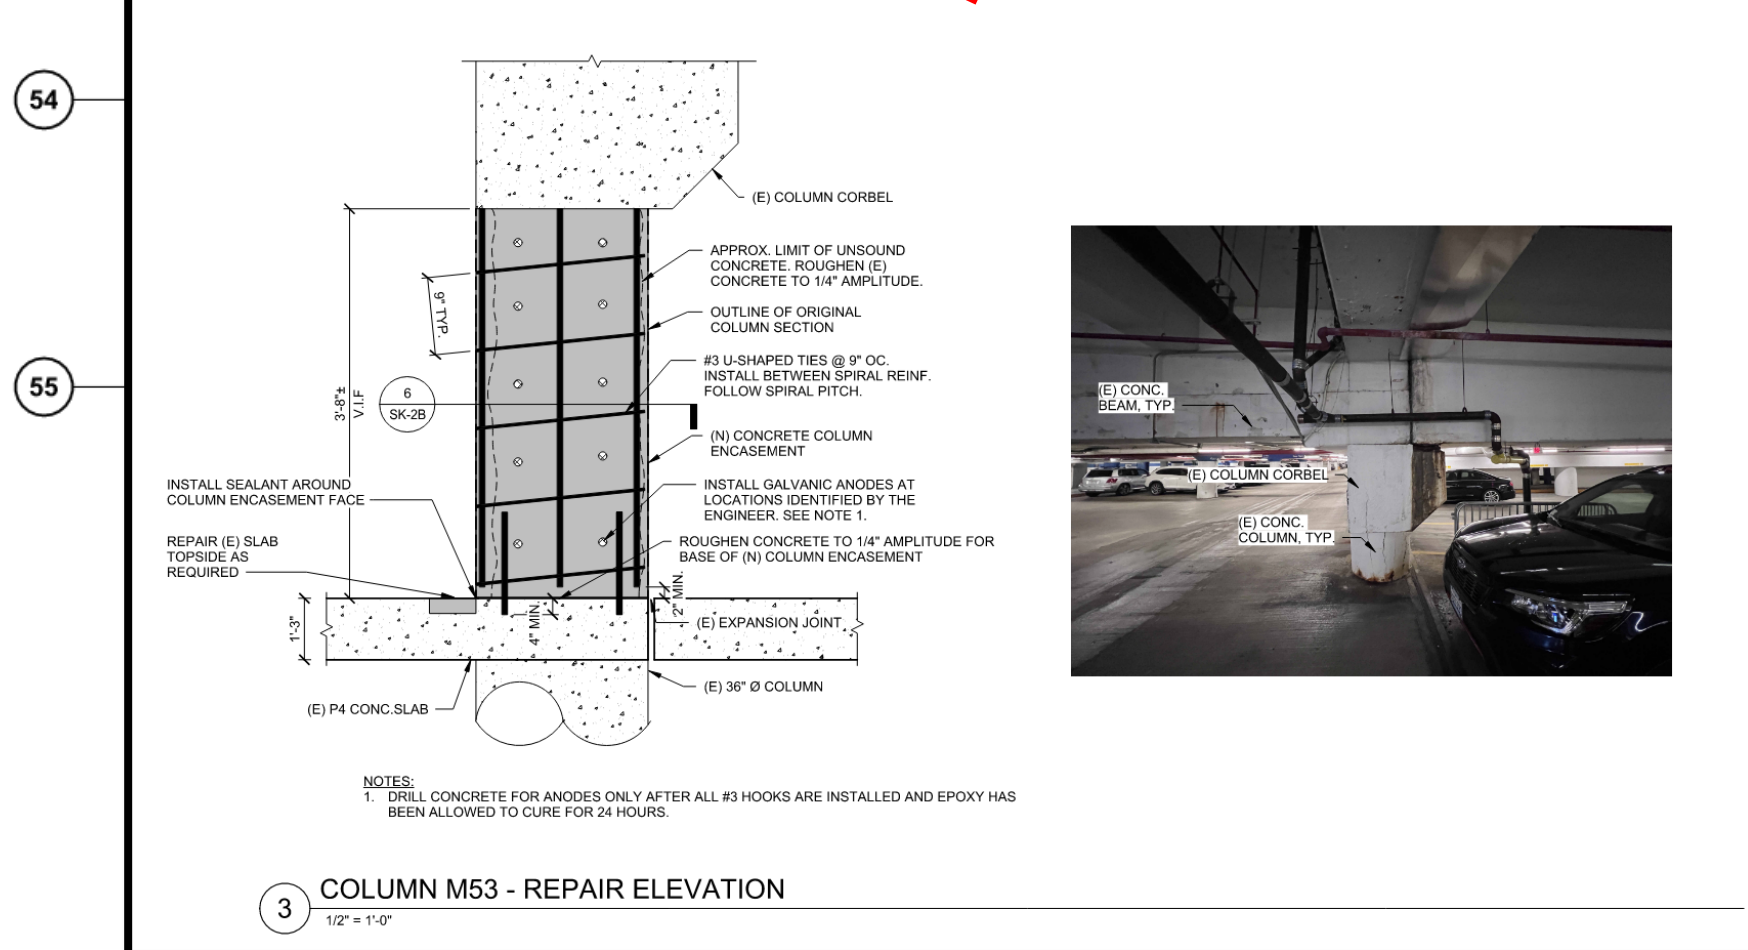 54
55
(E) COLUMN CORBEL
APPROX. LIMIT OF UNSOUND
CONCRETE. ROUGHEN (E)
CONCRETE TO 1/4" AMPLITUDE.
OUTLINE OF ORIGINAL
COLUMN SECTION
9" TYP.
#3 U-SHAPED TIES @ 9" OC.
INSTALL BETWEEN SPIRAL REINF.
FOLLOW SPIRAL PITCH.
3'-8"±
V.I.F
6
SK-2B
(N) CONCRETE COLUMN
ENCASEMENT
INSTALL SEALANT AROUND
COLUMN ENCASEMENT FACE
INSTALL GALVANIC ANODES AT
LOCATIONS IDENTIFIED BY THE
ENGINEER. SEE NOTE 1.
REPAIR (E) SLAB
TOPSIDE AS
REQUIRED
ROUGHEN CONCRETE TO 1/4" AMPLITUDE FOR
BASE OF (N) COLUMN ENCASEMENT
2" MIN.
4" MIN.
1'-3"
(E) EXPANSION JOINT
(E) 36" Ø COLUMN
(E) P4 CONC.SLAB
(E) CONC.
BEAM, TYP.
(E) COLUMN CORBEL
(E) CONC.
COLUMN, TYP.
NOTES:
1. DRILL CONCRETE FOR ANODES ONLY AFTER ALL #3 HOOKS ARE INSTALLED AND EPOXY HAS
BEEN ALLOWED TO CURE FOR 24 HOURS.
3
COLUMN M53 - REPAIR ELEVATION
1/2" = 1'-0"